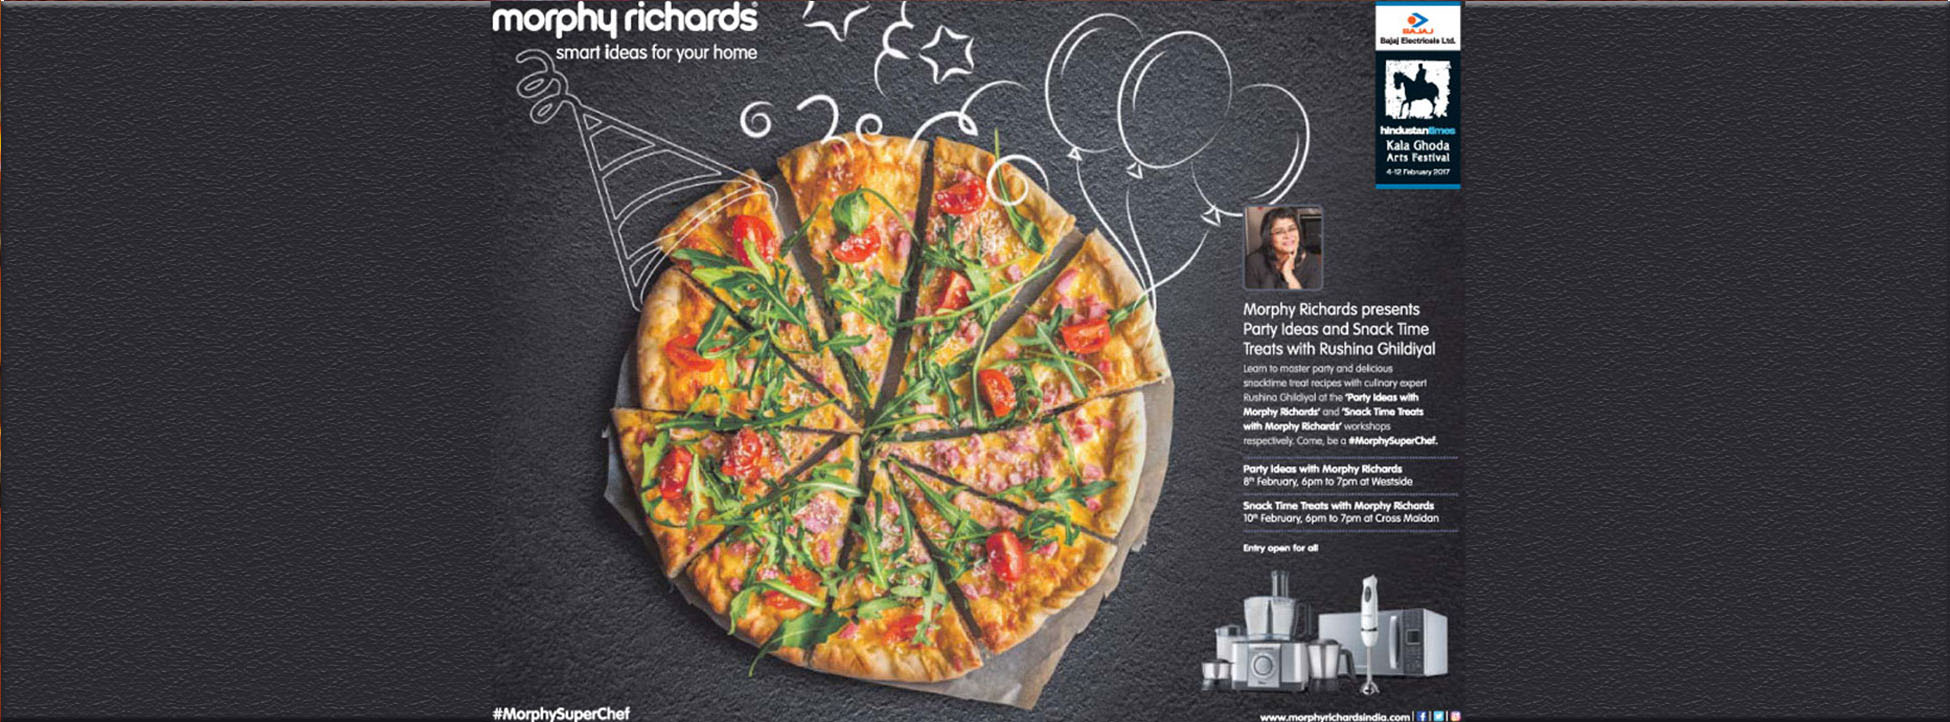 morphy richards
smart ideas for your home
BAJAJ
Bajaj Electricals Ltd.
hindustantimes
Kala Ghoda
Arts Festival
4-12 February 2017
Morphy Richards presents
Party Ideas and Snack Time
Treats with Rushina Ghildiyal
Learn to master party and delicious
snacktime treat recipes with culinary expert
Rushina Ghildiyal at the 'Party Ideas with
Morphy Richards' and 'Snack Time Treats
with Morphy Richards' workshops
respectively. Come, be a #MorphySuperChef.
Party Ideas with Morphy Richards
8th February, 6pm to 7pm at Westside
Snack Time Treats with Morphy Richards
10th February, 6pm to 7pm at Cross Maidan
Entry open for all
#MorphySuperChef
www.morphyrichardsindia.com